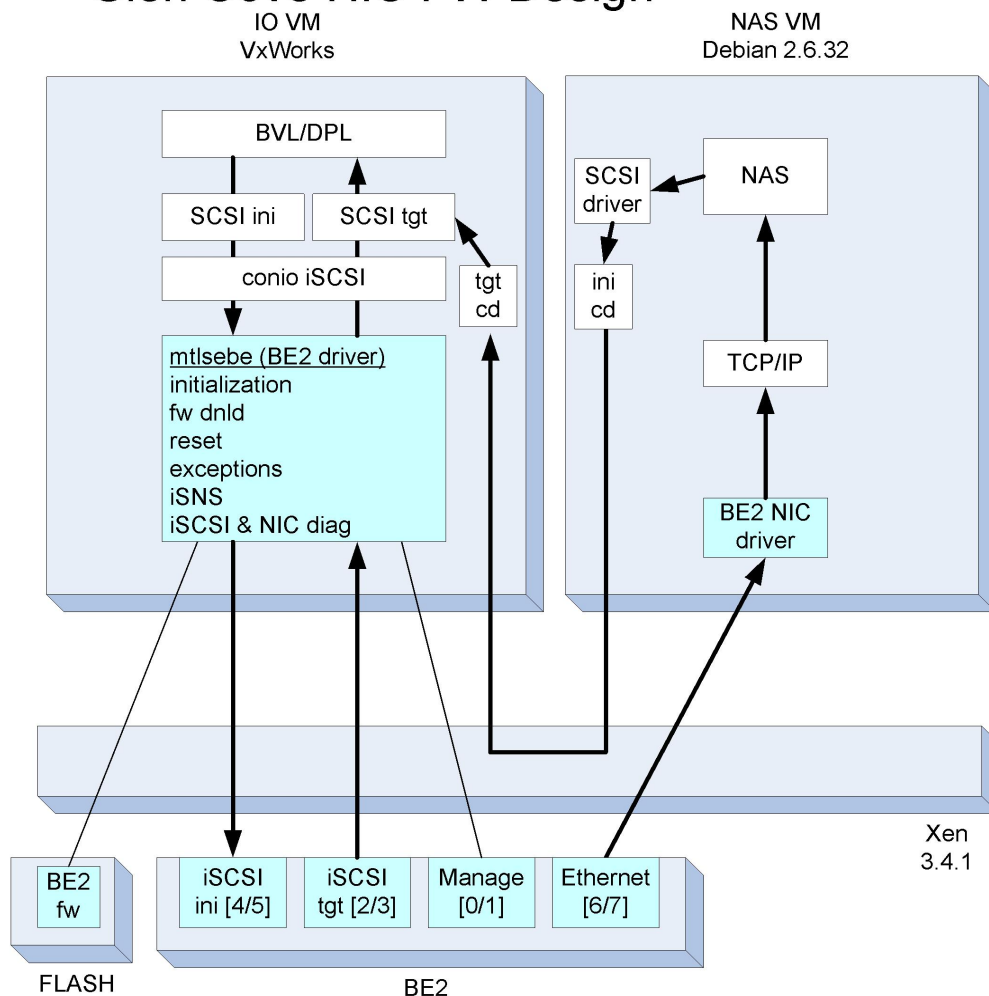 IO VM
VxWorks
NAS VM
Debian 2.6.32
BVL/DPL
SCSI ini
SCSI tgt
conio iSCSI
tgt
cd
mtlsebe (BE2 driver)
initialization
fw dnld
reset
exceptions
iSNS
iSCSI & NIC diag
SCSI
driver
NAS
ini
cd
TCP/IP
BE2 NIC
driver
Xen
3.4.1
BE2
fw
iSCSI
ini [4/5]
iSCSI
tgt [2/3]
Manage
[0/1]
Ethernet
[6/7]
FLASH
BE2